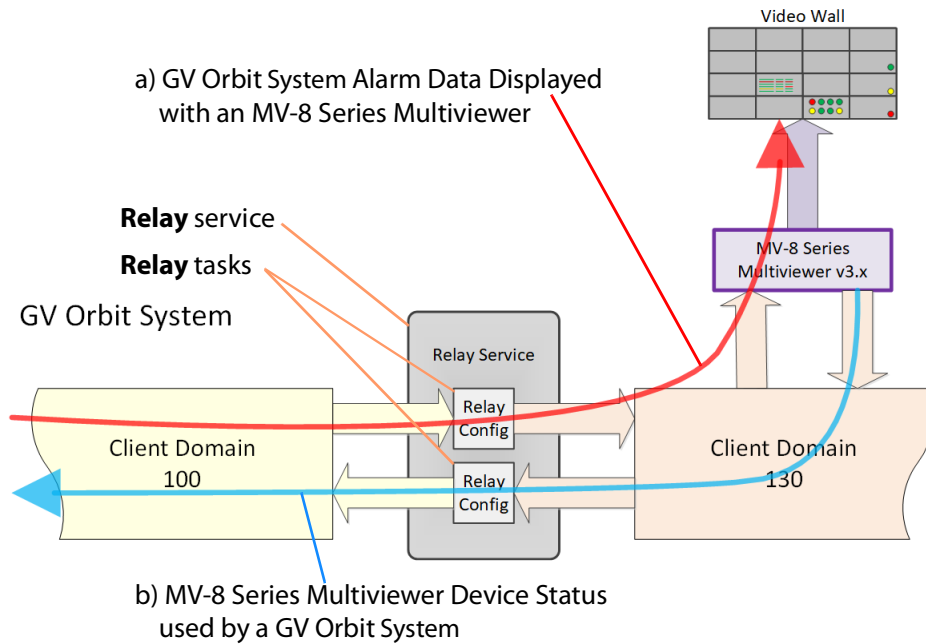 Video Wall
a) GV Orbit System Alarm Data Displayed
with an MV-8 Series Multiviewer
Relay service
Relay tasks
GV Orbit System
MV-8 Series
Multiviewer v3.x
Relay Service
Relay
Config
Client Domain
100
Relay
Config
Client Domain
130
b) MV-8 Series Multiviewer Device Status
used by a GV Orbit System